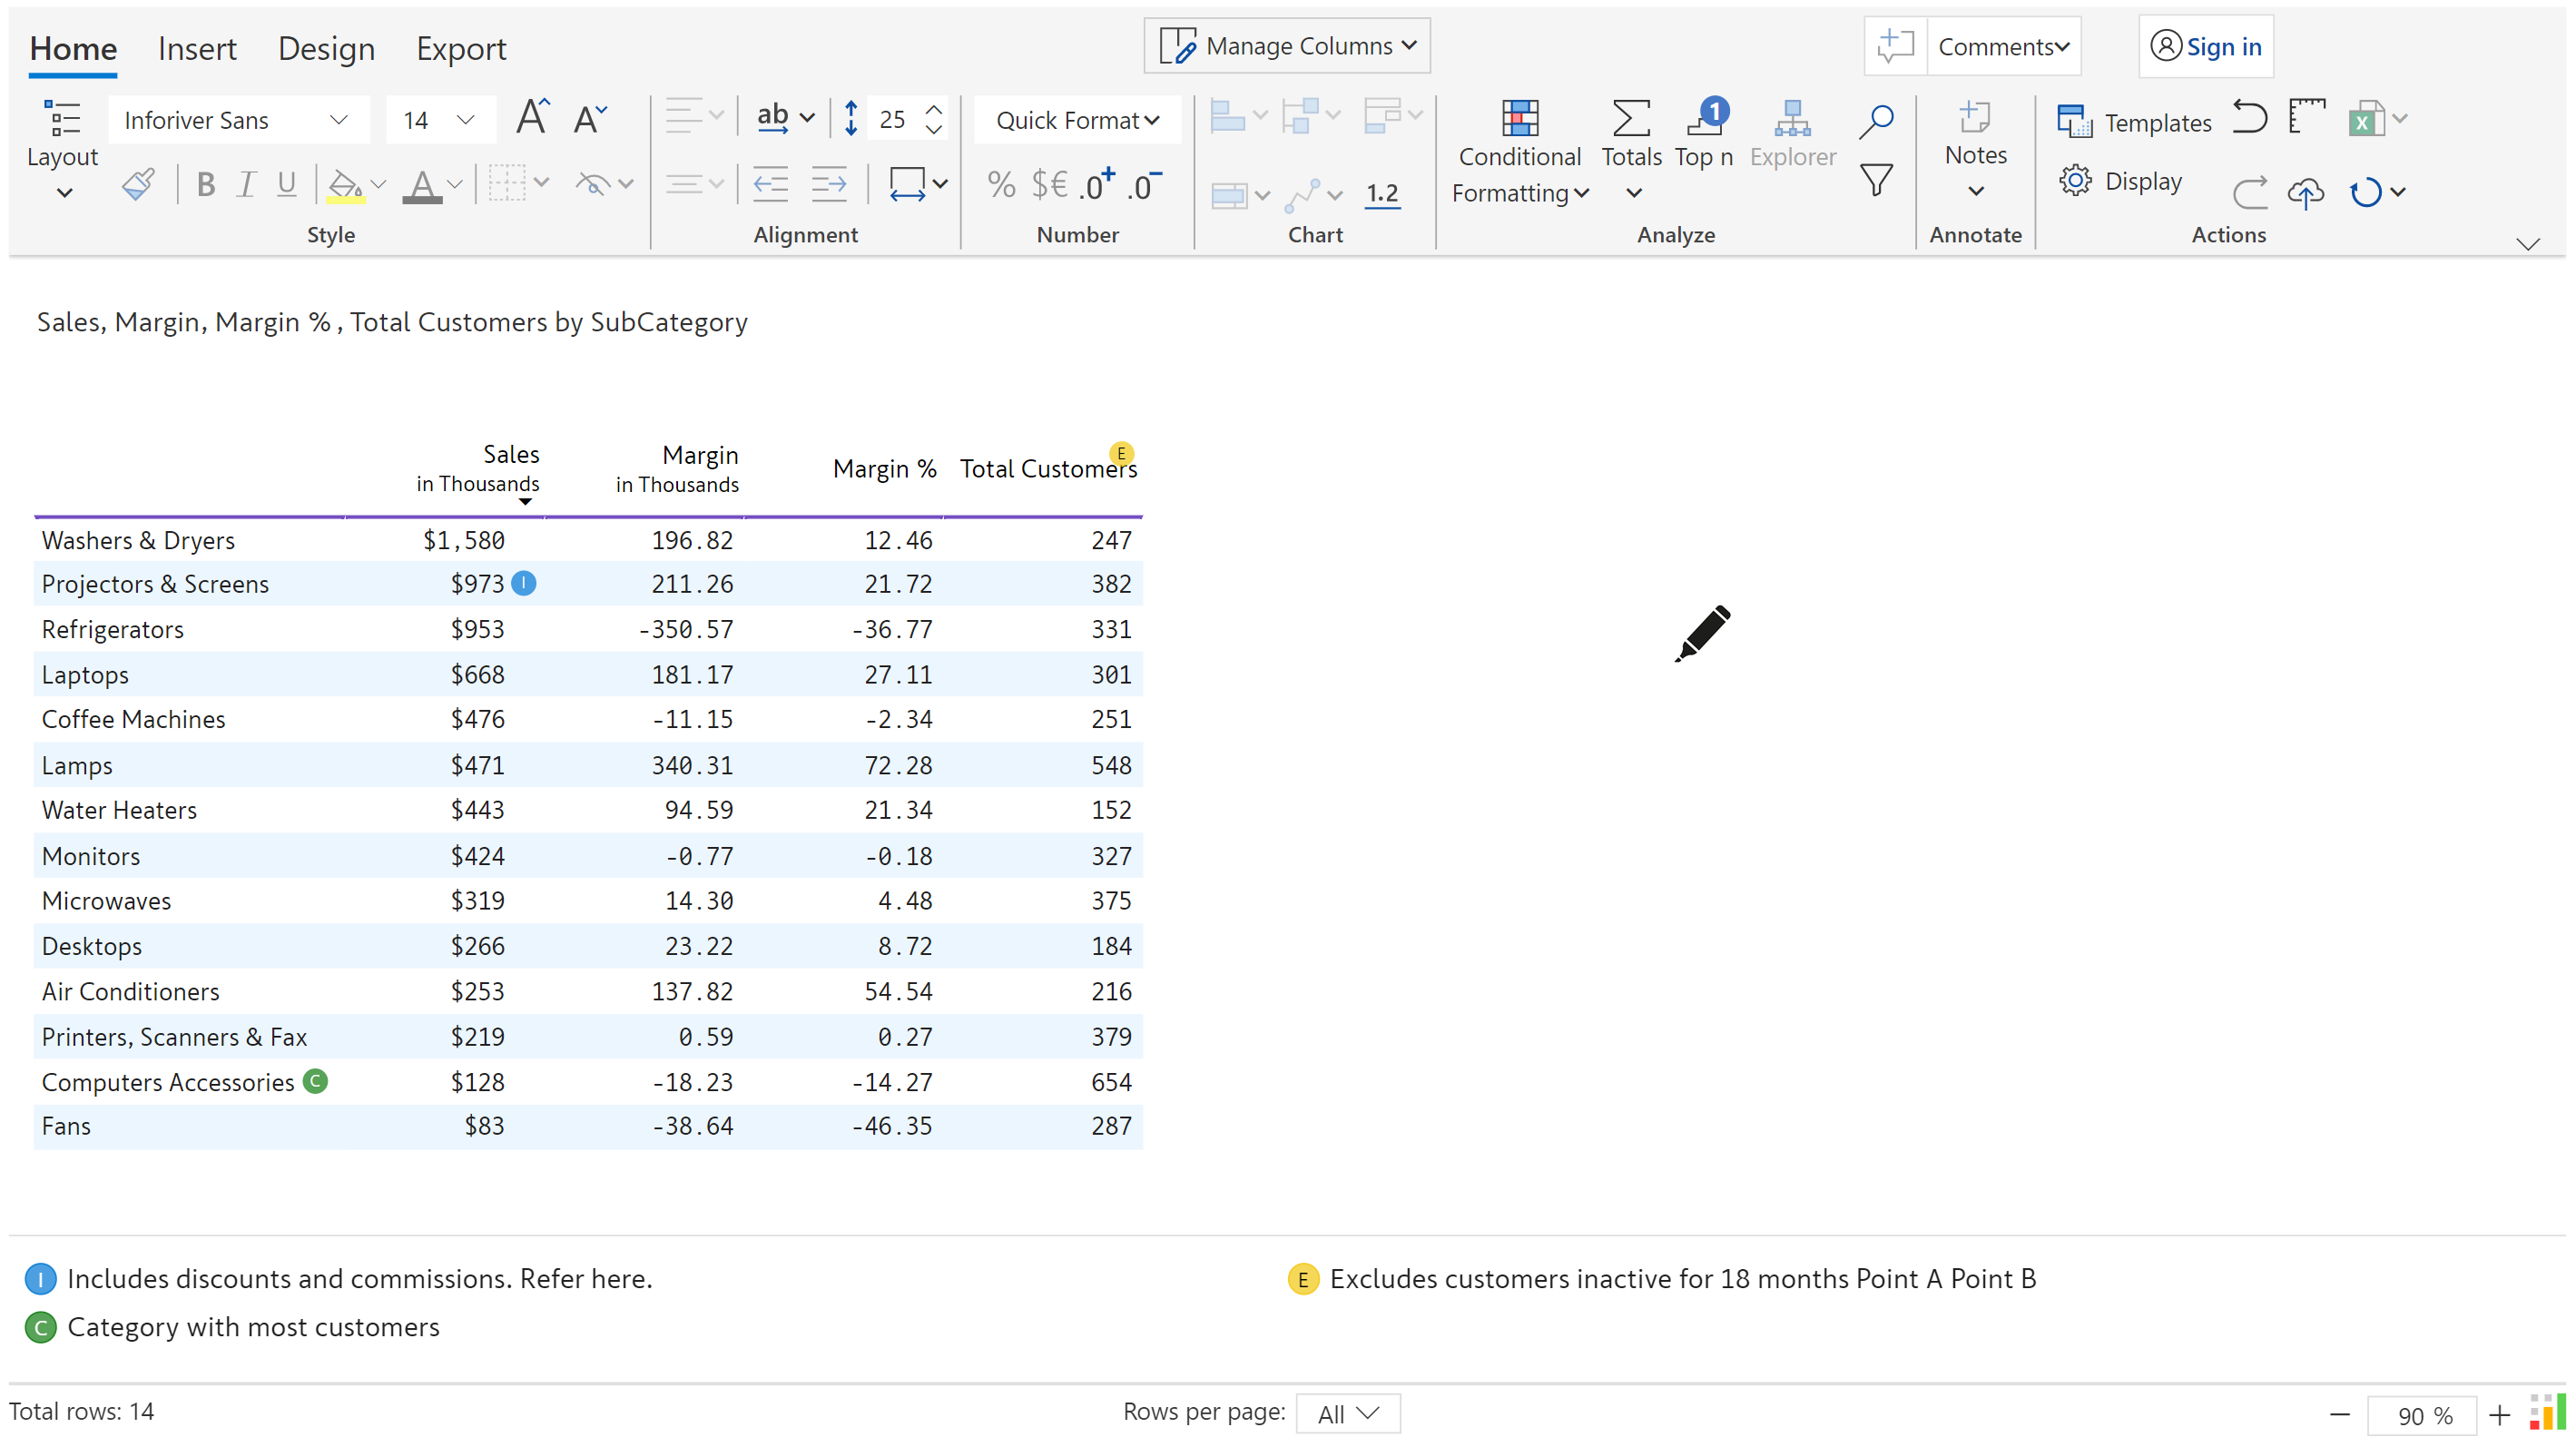 Home Insert Design Export Manage Columns Comments Sign in
Layout Inforiver Sans 14 A A ab 25 Quick Format Conditional Formatting Totals 1 Top n Explorer Notes Templates X
B I U A % $€ .0+ .0- 1.2 Display
Style Alignment Number Chart Analyze Annotate Actions
Sales, Margin, Margin % , Total Customers by SubCategory
Sales in Thousands Margin in Thousands Margin % Total Customers E
Washers & Dryers $1,580 196.82 12.46 247
Projectors & Screens $973 I 211.26 21.72 382
Refrigerators $953 -350.57 -36.77 331
Laptops $668 181.17 27.11 301
Coffee Machines $476 -11.15 -2.34 251
Lamps $471 340.31 72.28 548
Water Heaters $443 94.59 21.34 152
Monitors $424 -0.77 -0.18 327
Microwaves $319 14.30 4.48 375
Desktops $266 23.22 8.72 184
Air Conditioners $253 137.82 54.54 216
Printers, Scanners & Fax $219 0.59 0.27 379
Computers Accessories C $128 -18.23 -14.27 654
Fans $83 -38.64 -46.35 287
I Includes discounts and commissions. Refer here.
E Excludes customers inactive for 18 months Point A Point B
C Category with most customers
Total rows: 14 Rows per page: All 90 %